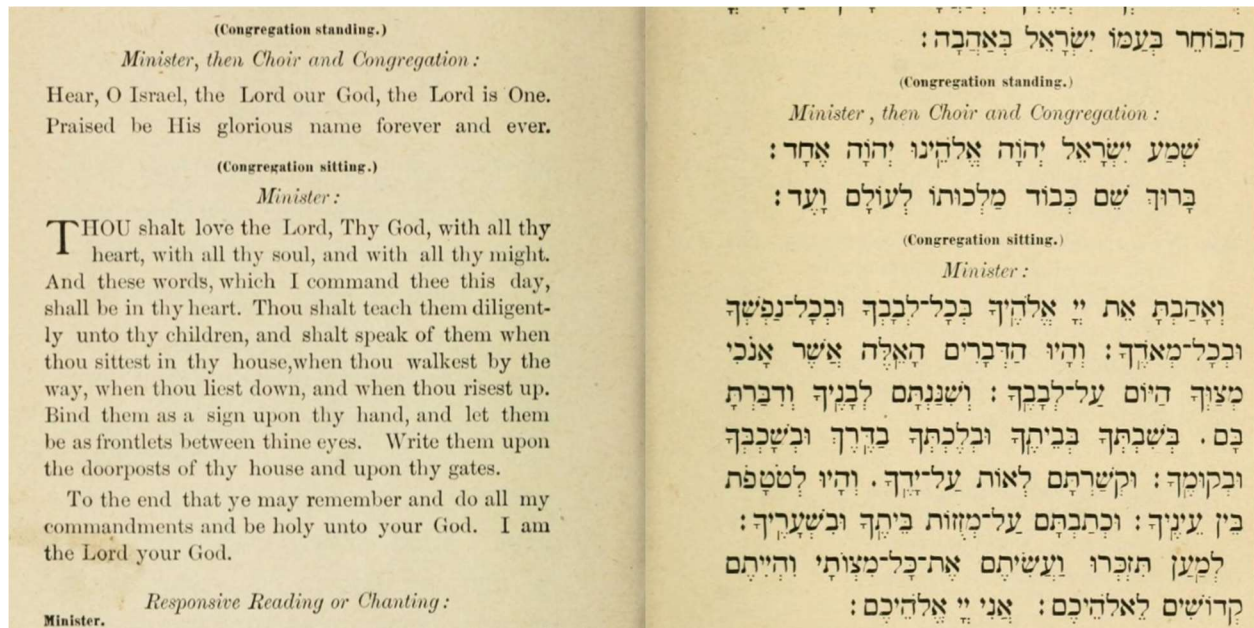 (Congregation standing.)
Minister, then Choir and Congregation:
Hear, O Israel, the Lord our God, the Lord is One.
Praised be His glorious name forever and ever.
(Congregation sitting.)
Minister:
THOU shalt love the Lord, Thy God, with all thy
heart, with all thy soul, and with all thy might.
And these words, which I command thee this day,
shall be in thy heart. Thou shalt teach them diligent-
ly unto thy children, and shalt speak of them when
thou sittest in thy house,when thou walkest by the
way, when thou liest down, and when thou risest up.
Bind them as a sign upon thy hand, and let them
be as frontlets between thine eyes. Write them upon
the doorposts of thy house and upon thy gates.
To the end that ye may remember and do all my
commandments and be holy unto your God. I am
the Lord your God.
Responsive Reading or Chanting:
Minister.
הַבּוֹחֵר בְּעַמּוֹ יִשְׂרָאֵל בְּאַהֲבָה:
(Congregation standing.)
Minister, then Choir and Congregation:
שְׁמַע יִשְׂרָאֵל יְהוָֹה אֱלֹהֵינוּ יְהוָֹה אֶחָד:
בָּרוּךְ שֵׁם כְּבוֹד מַלְכוּתוֹ לְעוֹלָם וָעֶד:
(Congregation sitting.)
Minister:
וְאָהַבְתָּ אֵת יְיָ אֱלֹהֶיךָ בְּכָל־לְבָבְךָ וּבְכָל־נַפְשְׁךָ
וּבְכָל־מְאֹדֶךָ: וְהָיוּ הַדְּבָרִים הָאֵלֶּה אֲשֶׁר אָנֹכִי
מְצַוְּךָ הַיּוֹם עַל־לְבָבֶךָ: וְשִׁנַּנְתָּם לְבָנֶיךָ וְדִבַּרְתָּ
בָּם. בְּשִׁבְתְּךָ בְּבֵיתֶךָ וּבְלֶכְתְּךָ בַדֶּרֶךְ וּבְשָׁכְבְּךָ
וּבְקוּמֶךָ: וּקְשַׁרְתָּם לְאוֹת עַל־יָדֶךָ. וְהָיוּ לְטֹטָפֹת
בֵּין עֵינֶיךָ: וּכְתַבְתָּם עַל־מְזֻזוֹת בֵּיתֶךָ וּבִשְׁעָרֶיךָ:
לְמַעַן תִּזְכְּרוּ וַעֲשִׂיתֶם אֶת־כָּל־מִצְוֹתָי וִהְיִיתֶם
קְדוֹשִׁים לֵאלֹהֵיכֶם: אֲנִי יְיָ אֱלֹהֵיכֶם: